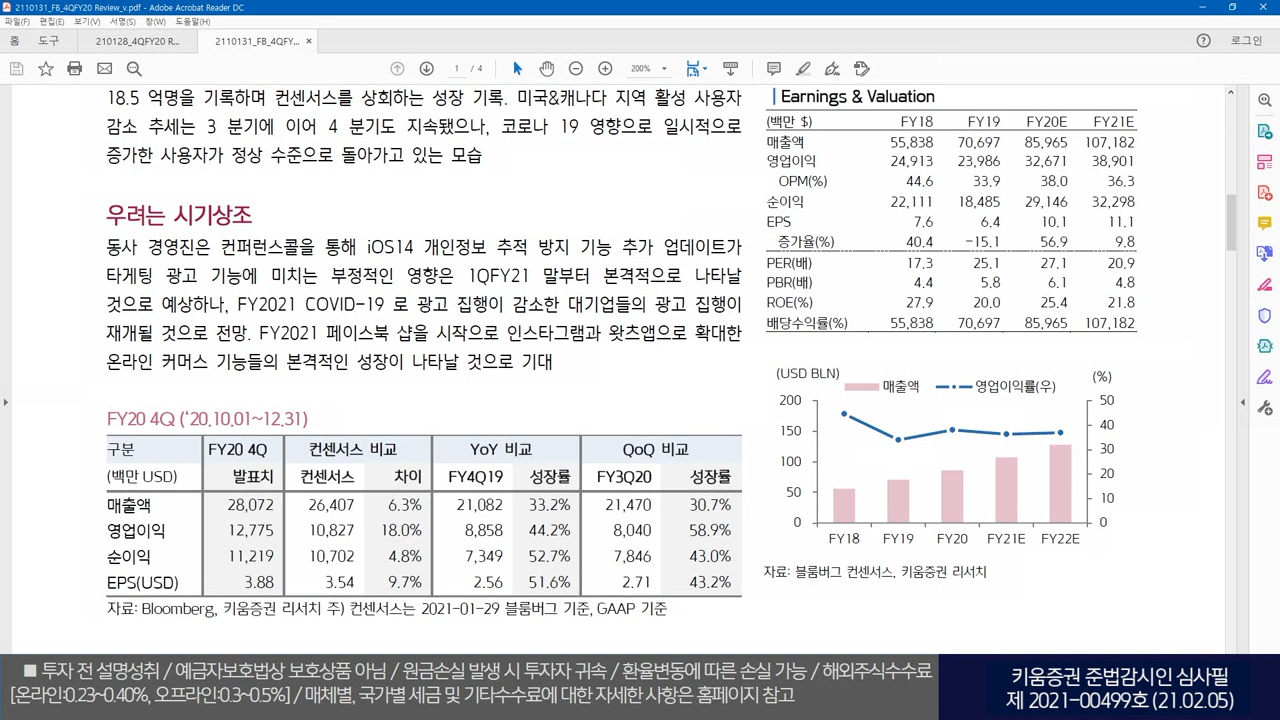 2110131_FB_4QFY20 Review_v.pdf - Adobe Acrobat Reader DC
파일(F) 편집(E) 보기(V) 서명(S) 창(W) 도움말(H)
홈 도구 210128_4QFY20 R... 2110131_FB_4QFY... × 로그인
1 / 4 200%
18.5 억명을 기록하며 컨센서스를 상회하는 성장 기록. 미국&캐나다 지역 활성 사용자
감소 추세는 3 분기에 이어 4 분기도 지속됐으나, 코로나 19 영향으로 일시적으로
증가한 사용자가 정상 수준으로 돌아가고 있는 모습
우려는 시기상조
동사 경영진은 컨퍼런스콜을 통해 iOS14 개인정보 추적 방지 기능 추가 업데이트가
타게팅 광고 기능에 미치는 부정적인 영향은 1QFY21 말부터 본격적으로 나타날
것으로 예상하나, FY2021 COVID-19 로 광고 집행이 감소한 대기업들의 광고 집행이
재개될 것으로 전망. FY2021 페이스북 샵을 시작으로 인스타그램과 왓츠앱으로 확대한
온라인 커머스 기능들의 본격적인 성장이 나타날 것으로 기대
FY20 4Q (‘20.10.01~12.31)
구분 FY20 4Q 컨센서스 비교 YoY 비교 QoQ 비교
(백만 USD) 발표치 컨센서스 차이 FY4Q19 성장률 FY3Q20 성장률
매출액 28,072 26,407 6.3% 21,082 33.2% 21,470 30.7%
영업이익 12,775 10,827 18.0% 8,858 44.2% 8,040 58.9%
순이익 11,219 10,702 4.8% 7,349 52.7% 7,846 43.0%
EPS(USD) 3.88 3.54 9.7% 2.56 51.6% 2.71 43.2%
자료: Bloomberg, 키움증권 리서치 주) 컨센서스는 2021-01-29 블룸버그 기준, GAAP 기준
Earnings & Valuation
(백만 $) FY18 FY19 FY20E FY21E
매출액 55,838 70,697 85,965 107,182
영업이익 24,913 23,986 32,671 38,901
OPM(%) 44.6 33.9 38.0 36.3
순이익 22,111 18,485 29,146 32,298
EPS 7.6 6.4 10.1 11.1
증가율(%) 40.4 -15.1 56.9 9.8
PER(배) 17.3 25.1 27.1 20.9
PBR(배) 4.4 5.8 6.1 4.8
ROE(%) 27.9 20.0 25.4 21.8
배당수익률(%) 55,838 70,697 85,965 107,182
(USD BLN) 매출액 영업이익률(우) (%)
200 50
150 40
100 30
50 20
0 10
0
FY18 FY19 FY20 FY21E FY22E
자료: 블룸버그 컨센서스, 키움증권 리서치
■ 투자 전 설명성취 / 예금자보호법상 보호상품 아님 / 원금손실 발생 시 투자자 귀속 / 환율변동에 따른 손실 가능 / 해외주식수수료
[온라인:0.23~0.40%, 오프라인:0.3~0.5%] / 매체별, 국가별 세금 및 기타수수료에 대한 자세한 사항은 홈페이지 참고
키움증권 준법감시인 심사필
제 2021-00499호 (21.02.05)